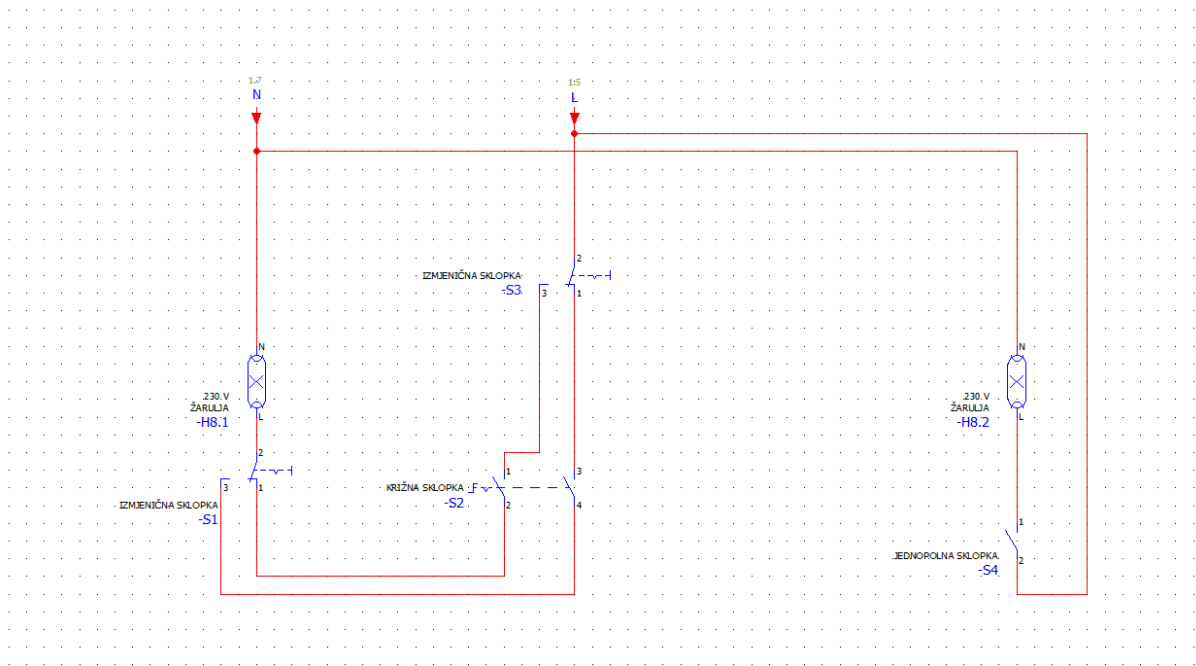 1.7
N
1:5
L
2
IZMJENIČNA SKLOPKA
-S3
3
1
N
230.V
ŽARULJA
-H8.1
L
N
230.V
ŽARULJA
-H8.2
L
2
3
1
IZMJENIČNA SKLOPKA
-S1
1
3
KRIŽNA SKLOPKA
-S2
2
4
1
JEDNOPOLNA SKLOPKA
-S4
2